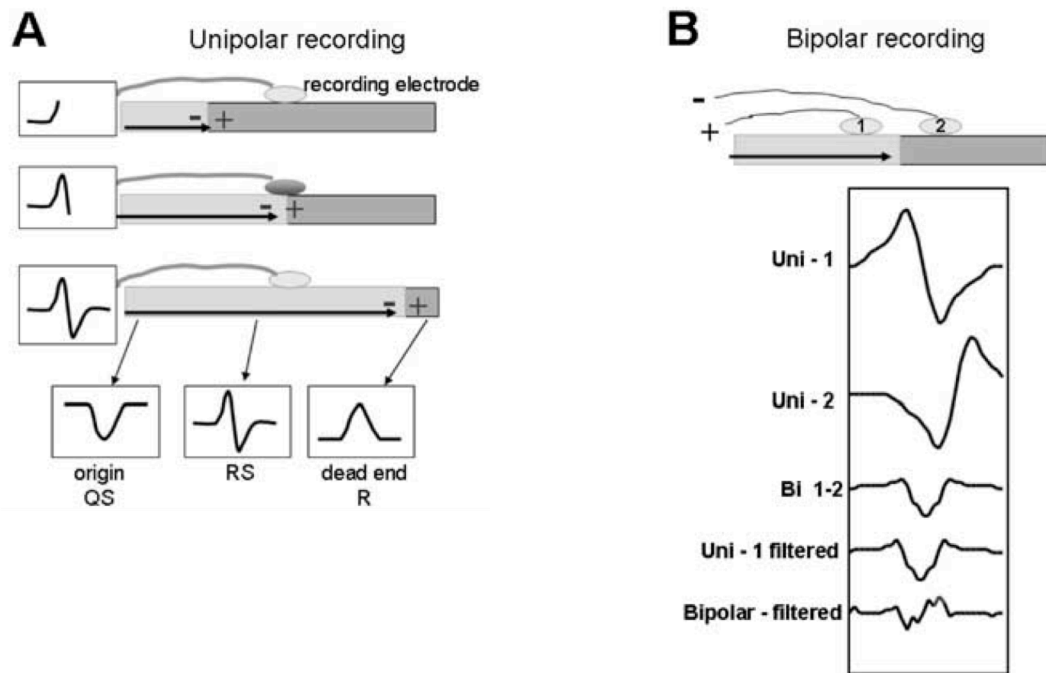 A
Unipolar recording
recording electrode
- +
- +
- +
origin
QS
RS
dead end
R
B
Bipolar recording
-
+
1
2
Uni - 1
Uni - 2
Bi 1-2
Uni - 1 filtered
Bipolar - filtered